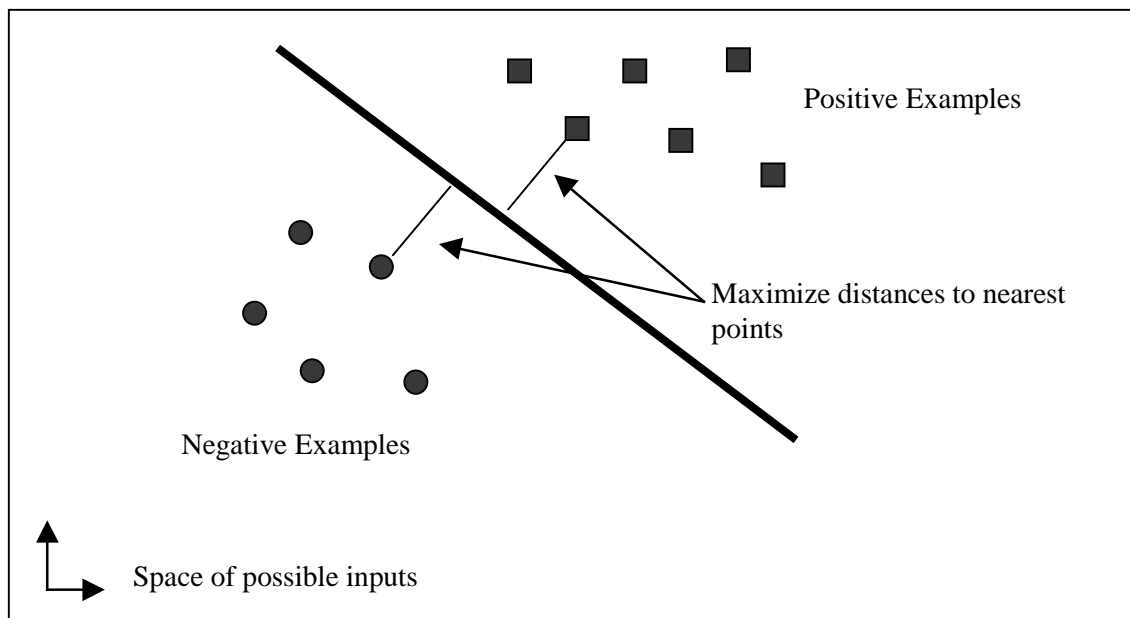 Positive Examples
Maximize distances to nearest
points
Negative Examples
Space of possible inputs